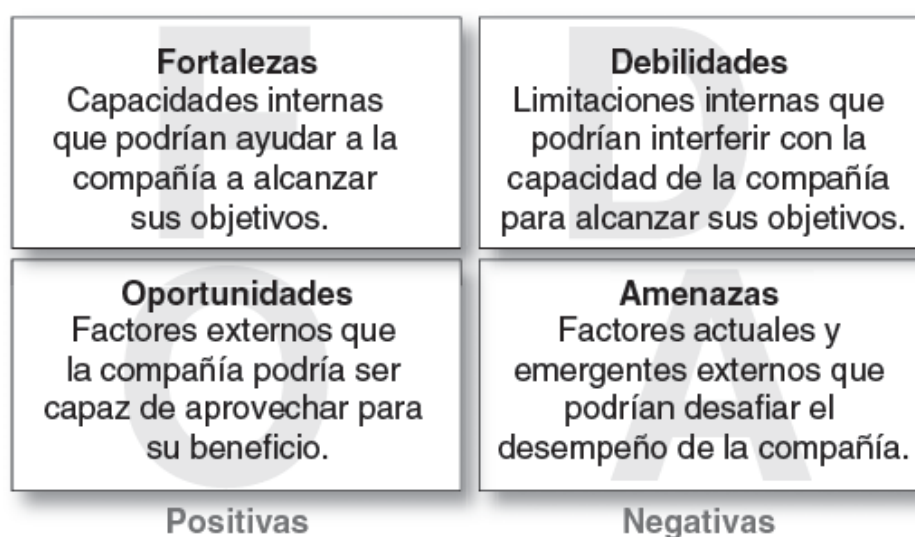 Fortalezas
Capacidades internas
que podrían ayudar a la
compañía a alcanzar
sus objetivos.
Debilidades
Limitaciones internas que
podrían interferir con la
capacidad de la compañía
para alcanzar sus objetivos.
Oportunidades
Factores externos que
la compañía podría ser
capaz de aprovechar para
su beneficio.
Amenazas
Factores actuales y
emergentes externos que
podrían desafiar el
desempeño de la compañía.
Positivas
Negativas
F
D
O
A